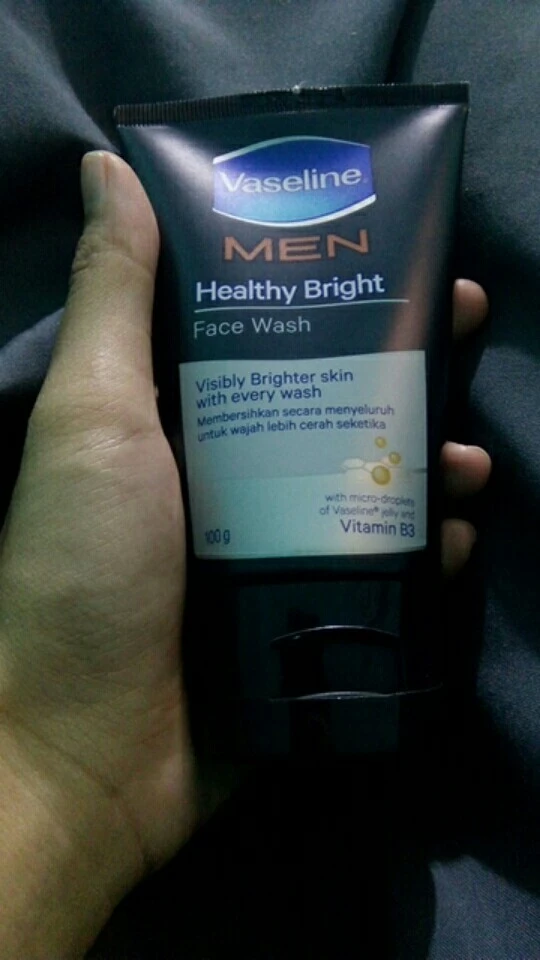 Vaseline
MEN
Healthy Bright
Face Wash
Visibly Brighter skin
with every wash
Membersihkan secara menyeluruh
untuk wajah lebih cerah seketika
with micro-droplets
of Vaseline® jelly and
Vitamin B3
100 g